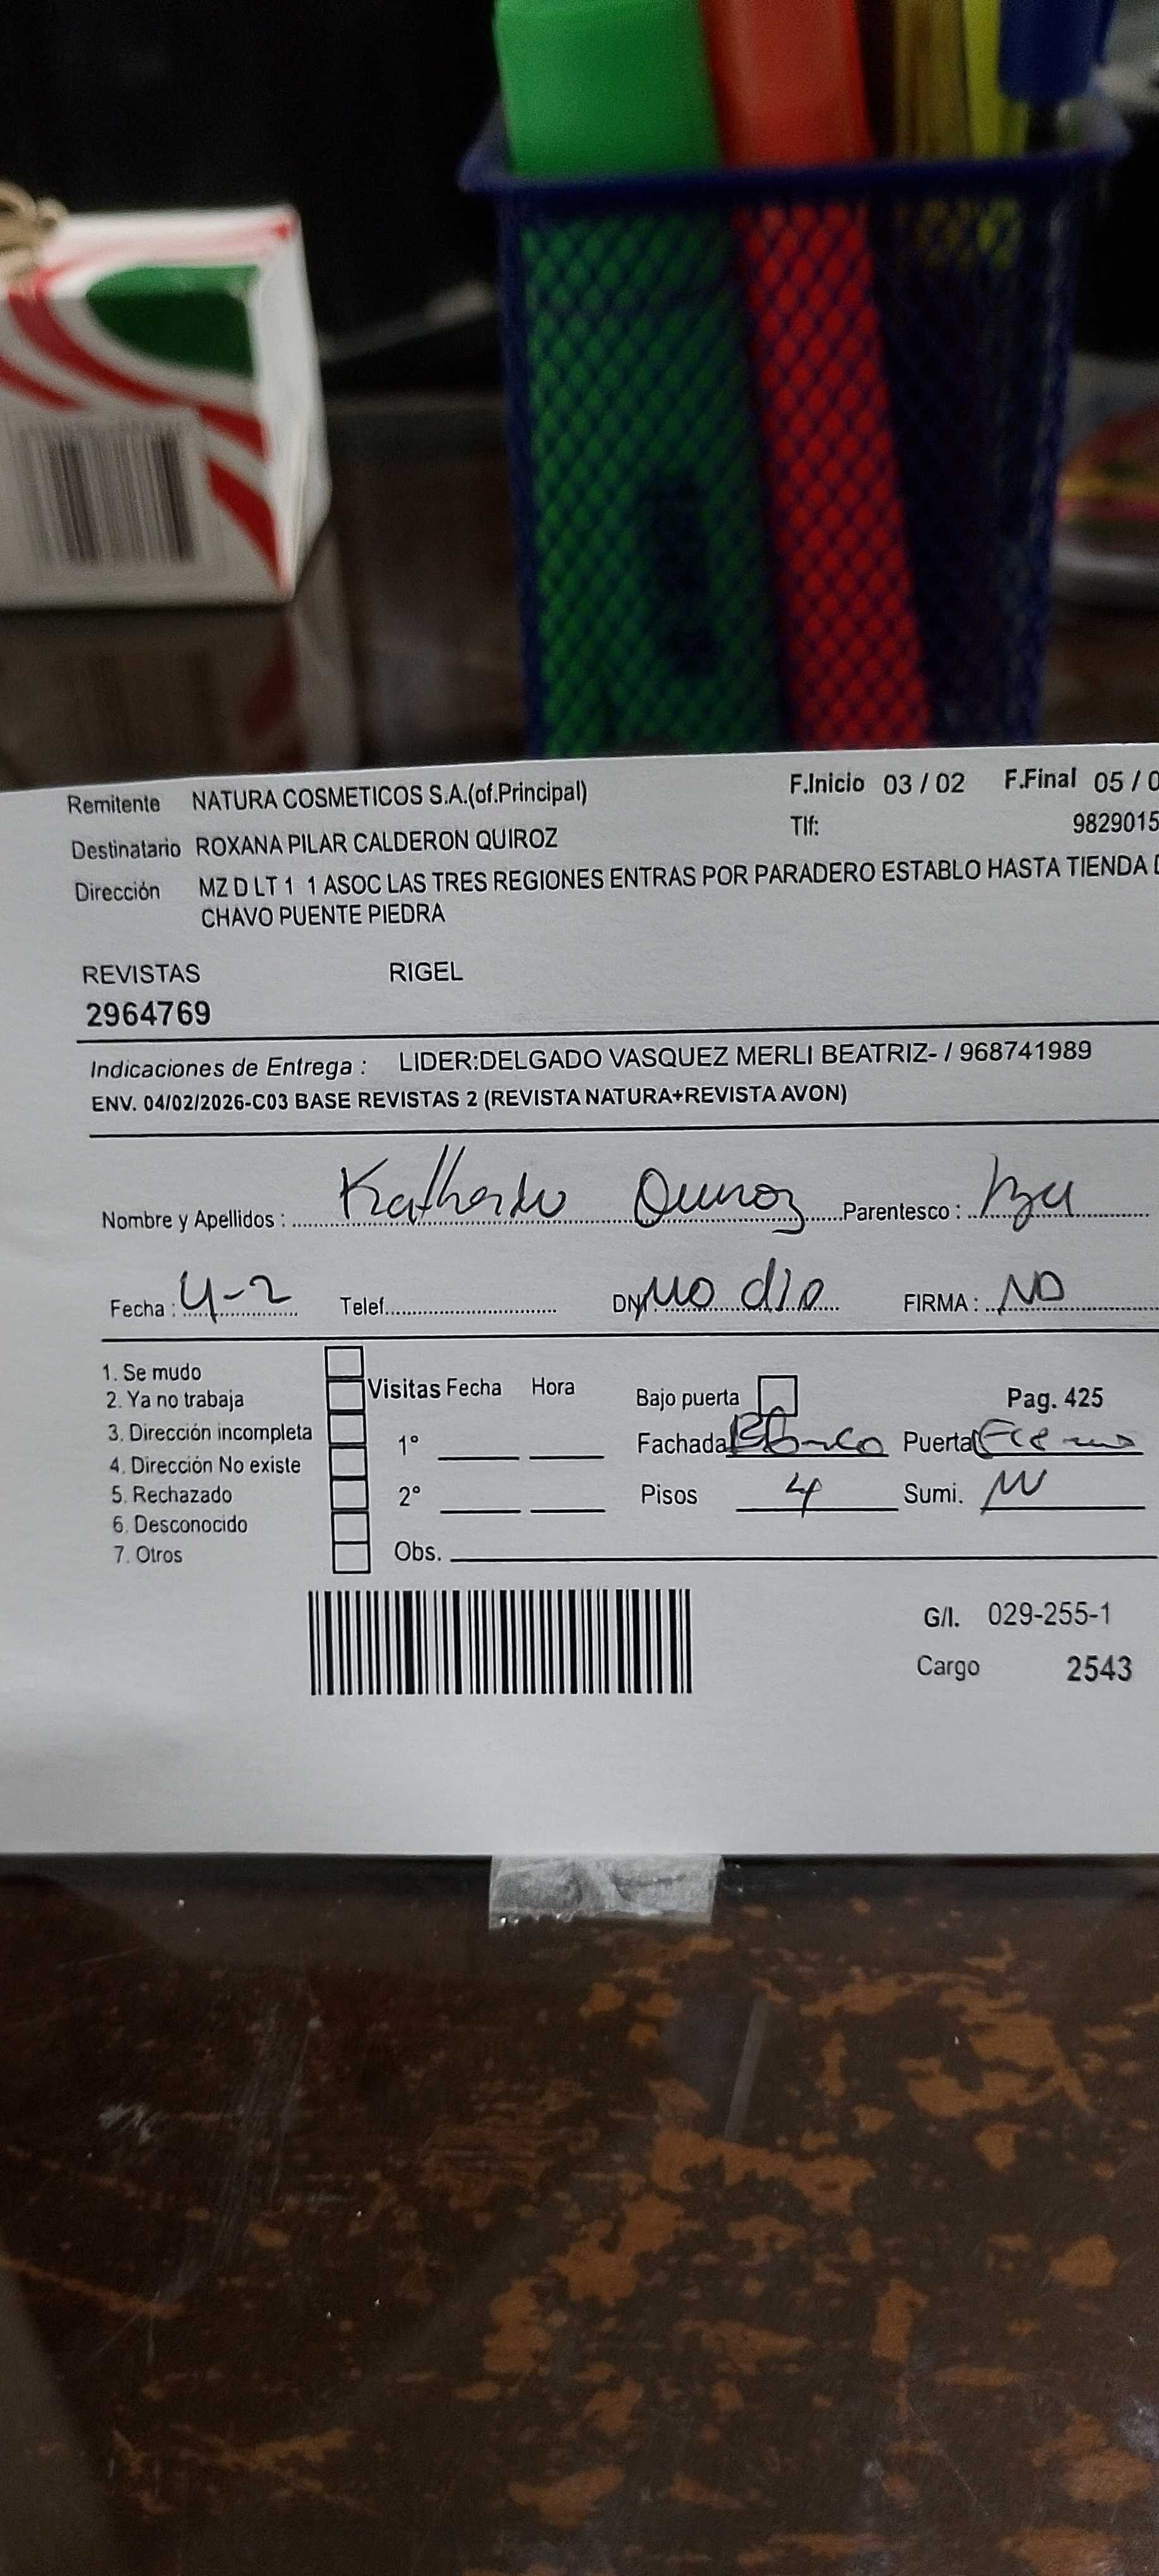 Remitente NATURA COSMETICOS S.A.(of.Principal) F.Inicio 03 / 02 F.Final 05 / 0
Destinatario ROXANA PILAR CALDERON QUIROZ Tlf: 9829015
Dirección MZ D LT 1 1 ASOC LAS TRES REGIONES ENTRAS POR PARADERO ESTABLO HASTA TIENDA
CHAVO PUENTE PIEDRA
REVISTAS RIGEL
2964769
Indicaciones de Entrega : LIDER:DELGADO VASQUEZ MERLI BEATRIZ- / 968741989
ENV. 04/02/2026-C03 BASE REVISTAS 2 (REVISTA NATURA+REVISTA AVON)
Nombre y Apellidos : Quiroz Parentesco :
Fecha : 4-2 Telef. DNI no dio FIRMA : NO
1. Se mudo
2. Ya no trabaja Visitas Fecha Hora Bajo puerta Pag. 425
3. Dirección incompleta 1° Fachada Blanco Puerta
4. Dirección No existe
5. Rechazado 2° Pisos 4 Sumi.
6. Desconocido
7. Otros Obs.
G/I. 029-255-1
Cargo 2543